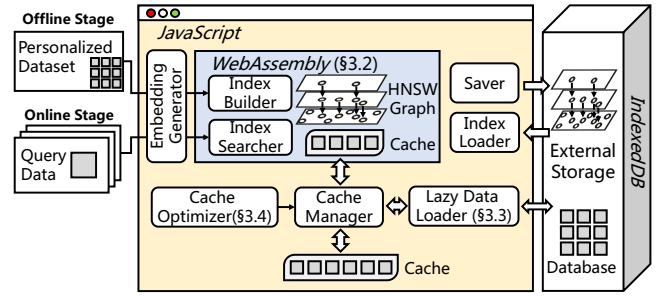 Offline Stage
Personalized
Dataset
Online Stage
Query
Data
JavaScript
Embedding
Generator
WebAssembly (§3.2)
Index
Builder
HNSW
Graph
Index
Searcher
Cache
Saver
Index
Loader
Cache
Optimizer(§3.4)
Cache
Manager
Lazy Data
Loader (§3.3)
Cache
External
Storage
Database
IndexedDB